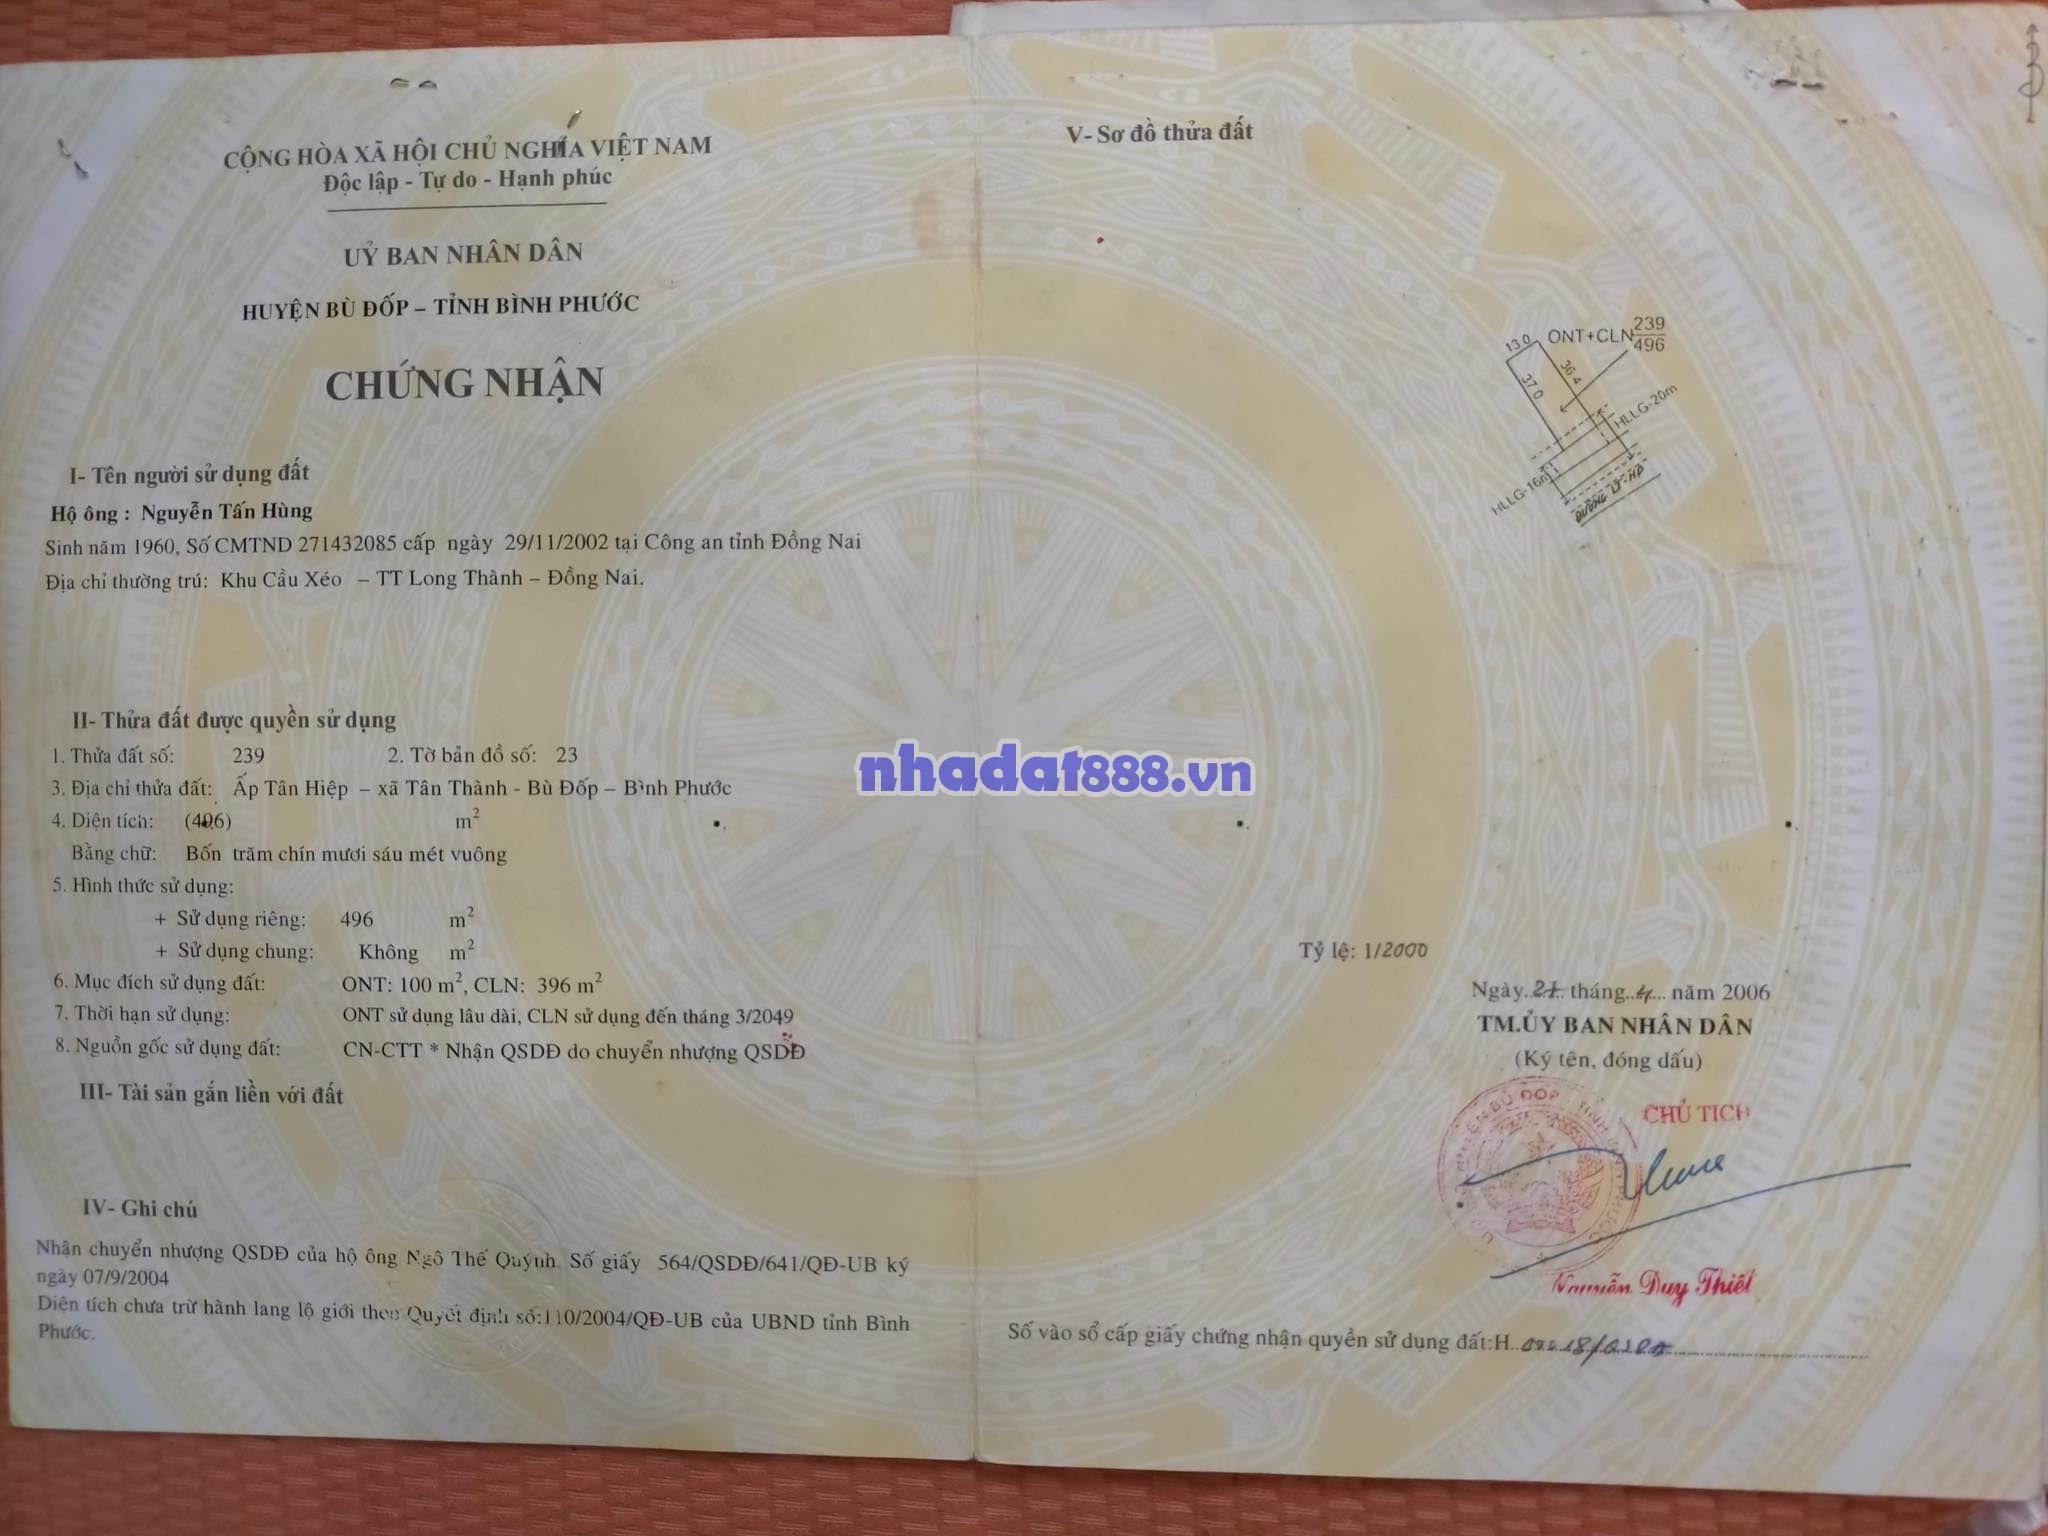 CỘNG HÒA XÃ HỘI CHỦ NGHĨA VIỆT NAM
Độc lập - Tự do - Hạnh phúc
UỶ BAN NHÂN DÂN
HUYỆN BÙ ĐỐP – TỈNH BÌNH PHƯỚC
CHỨNG NHẬN
I- Tên người sử dụng đất
Hộ ông : Nguyễn Tấn Hùng
Sinh năm 1960, Số CMTND 271432085 cấp ngày 29/11/2002 tại Công an tỉnh Đồng Nai
Địa chỉ thường trú: Khu Cầu Xéo – TT Long Thành – Đồng Nai.
II- Thửa đất được quyền sử dụng
1. Thửa đất số: 239 2. Tờ bản đồ số: 23
3. Địa chỉ thửa đất: Ấp Tân Hiệp – xã Tân Thành - Bù Đốp – Bình Phước
4. Diện tích: (496) m²
Bằng chữ: Bốn trăm chín mươi sáu mét vuông
5. Hình thức sử dụng:
+ Sử dụng riêng: 496 m²
+ Sử dụng chung: Không m²
6. Mục đích sử dụng đất: ONT: 100 m², CLN: 396 m²
7. Thời hạn sử dụng: ONT sử dụng lâu dài, CLN sử dụng đến tháng 3/2049
8. Nguồn gốc sử dụng đất: CN-CTT * Nhận QSDĐ do chuyển nhượng QSDĐ
III- Tài sản gắn liền với đất
IV- Ghi chú
Nhận chuyển nhượng QSDĐ của hộ ông Ngô Thế Quýnh. Số giấy 564/QSDĐ/641/QĐ-UB ký
ngày 07/9/2004
Diện tích chưa trừ hành lang lộ giới theo Quyết định số:110/2004/QĐ-UB của UBND tỉnh Bình
Phước.
nhadat888.vn
V- Sơ đồ thửa đất
ONT+CLN 239
496
13.0
36.4
37.0
HLLG-20m
HLLG-16m
ĐƯỜNG
Tỷ lệ: 1/2000
Ngày 21 tháng 4 năm 2006
TM.ỦY BAN NHÂN DÂN
(Ký tên, đóng dấu)
CHỦ TỊCH
Nguyễn Duy Thiết
Số vào sổ cấp giấy chứng nhận quyền sử dụng đất:H